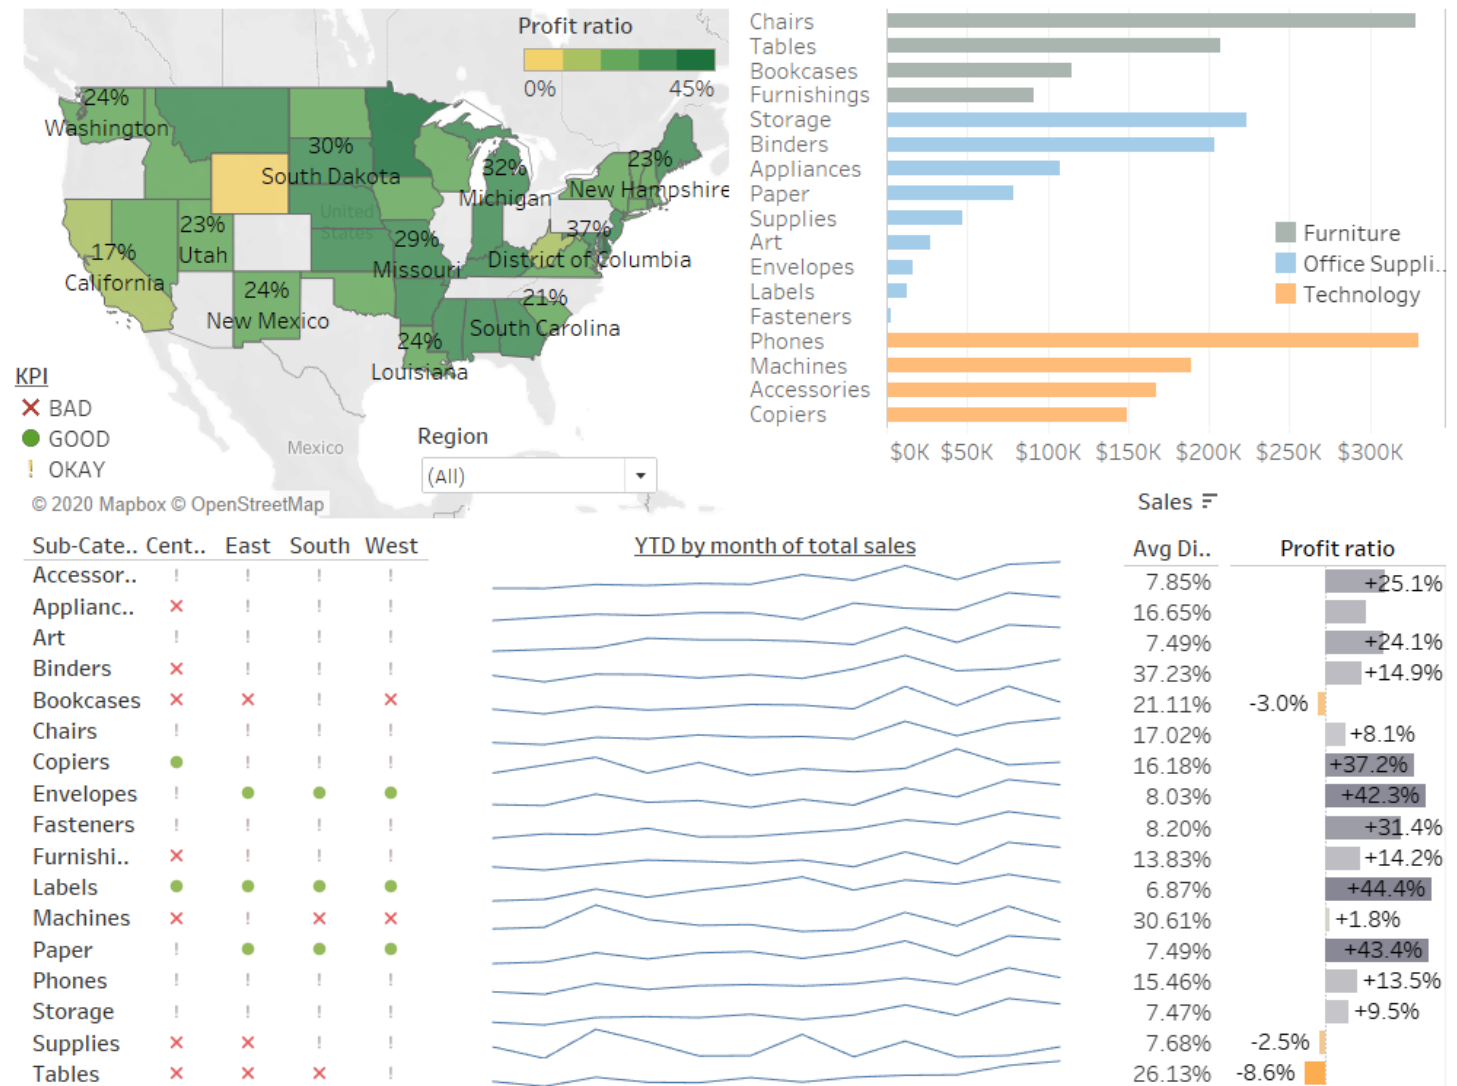 Profit ratio
0% 45%
24%
Washington
30%
South Dakota
32%
Michigan
23%
New Hampshire
United
States
17%
California
23%
Utah
29%
Missouri
37%
District of Columbia
24%
New Mexico
21%
South Carolina
24%
Louisiana
Mexico
KPI
BAD
GOOD
OKAY
Region
(All)
© 2020 Mapbox © OpenStreetMap
Chairs
Tables
Bookcases
Furnishings
Storage
Binders
Appliances
Paper
Supplies
Art
Envelopes
Labels
Fasteners
Phones
Machines
Accessories
Copiers
Furniture
Office Suppli..
Technology
$0K $50K $100K $150K $200K $250K $300K
Sales
Sub-Cate.. Cent.. East South West YTD by month of total sales Avg Di.. Profit ratio
Accessor.. ! ! ! ! 7.85% +25.1%
Applianc.. ! ! ! 16.65%
Art ! ! ! ! 7.49% +24.1%
Binders ! ! ! 37.23% +14.9%
Bookcases ! 21.11% -3.0%
Chairs ! ! ! ! 17.02% +8.1%
Copiers ! ! ! 16.18% +37.2%
Envelopes ! 8.03% +42.3%
Fasteners ! ! ! ! 8.20% +31.4%
Furnishi.. ! ! ! 13.83% +14.2%
Labels 6.87% +44.4%
Machines ! 30.61% +1.8%
Paper ! 7.49% +43.4%
Phones ! ! ! ! 15.46% +13.5%
Storage ! ! ! ! 7.47% +9.5%
Supplies ! ! 7.68% -2.5%
Tables ! 26.13% -8.6%